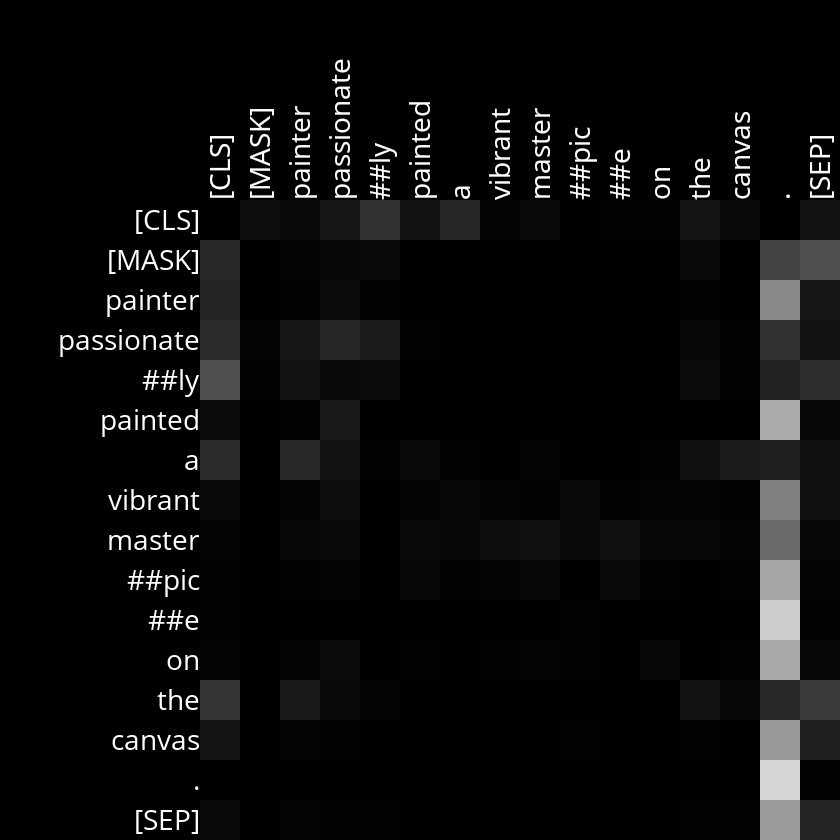 [CLS]
[MASK]
painter
passionate
##ly
painted
a
vibrant
master
##pic
##e
on
the
canvas
.
[SEP]
[CLS]
[MASK]
painter
passionate
##ly
painted
a
vibrant
master
##pic
##e
on
the
canvas
.
[SEP]